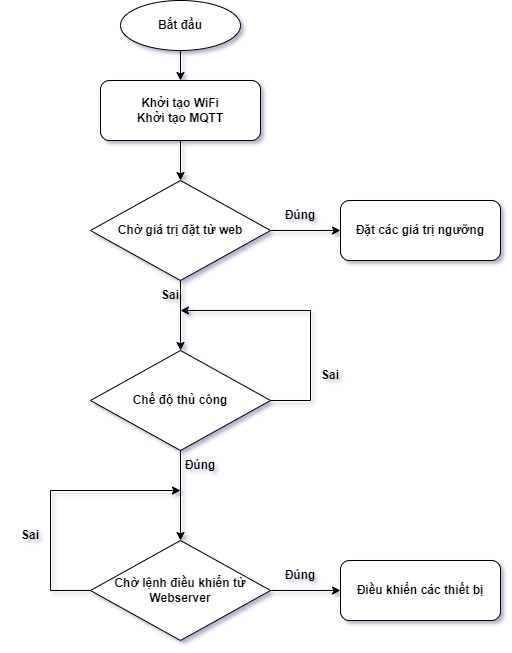 Bắt đầu
Khởi tạo WiFi
Khởi tạo MQTT
Chờ giá trị đặt từ web
Đúng
Đặt các giá trị ngưỡng
Sai
Chế độ thủ công
Sai
Đúng
Sai
Chờ lệnh điều khiển từ
Webserver
Đúng
Điều khiển các thiết bị